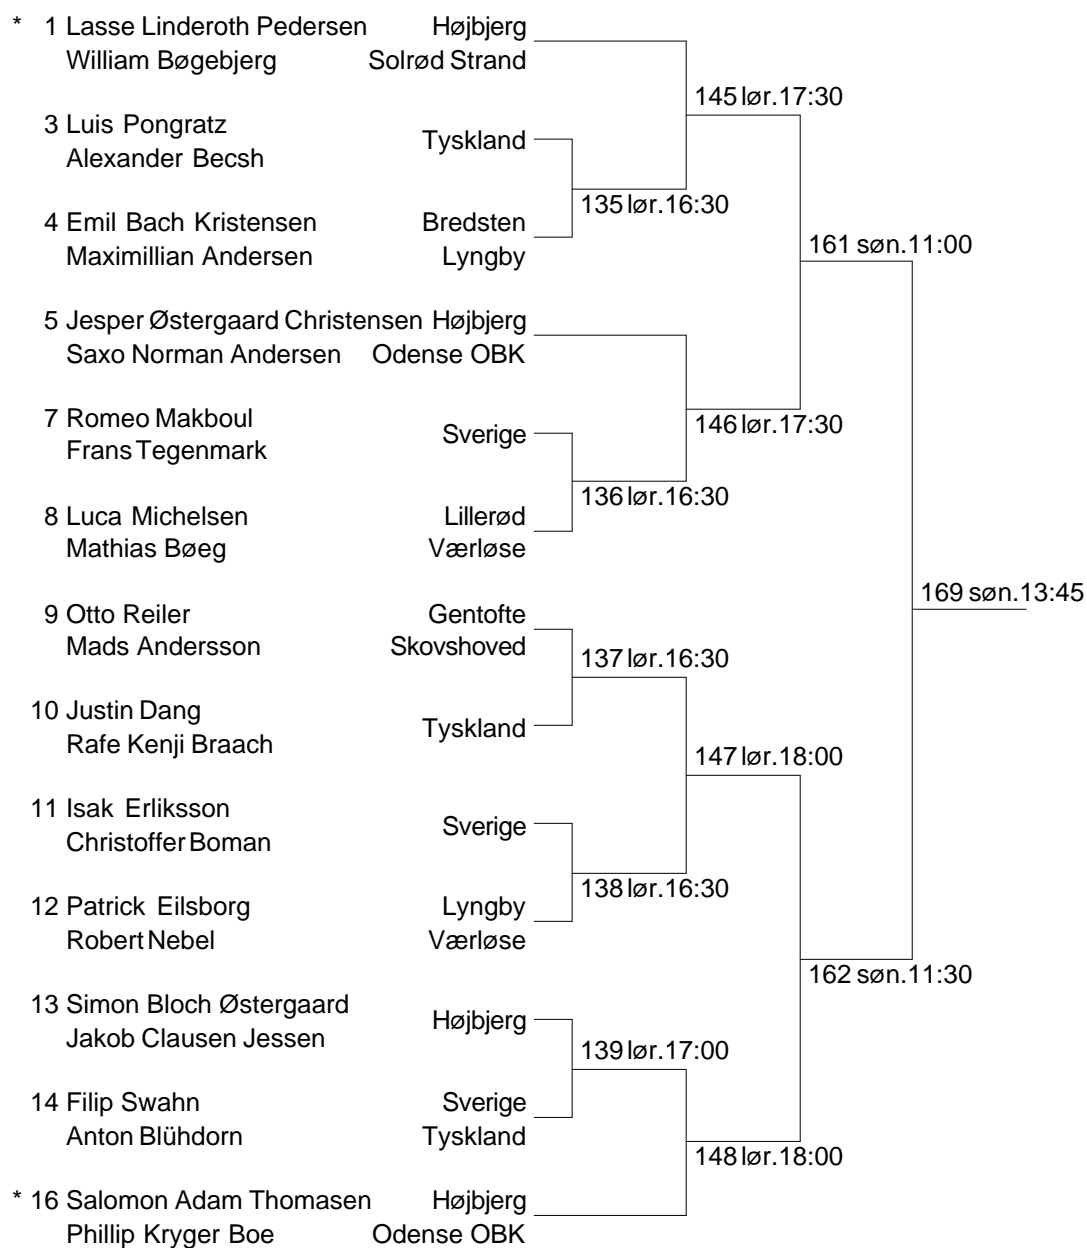 * 1 Lasse Linderoth Pedersen Højbjerg
William Bøgebjerg Solrød Strand
145 lør.17:30
3 Luis Pongratz
Tyskland
Alexander Becsh
135 lør.16:30
4 Emil Bach Kristensen Bredsten
Maximillian Andersen Lyngby
161 søn.11:00
5 Jesper Østergaard Christensen Højbjerg
Saxo Norman Andersen Odense OBK
7 Romeo Makboul
146 lør.17:30
Sverige
Frans Tegenmark
136 lør.16:30
8 Luca Michelsen Lillerød
Mathias Bøeg Værløse
169 søn.13:45
9 Otto Reiler Gentofte
Mads Andersson Skovshoved
137 lør.16:30
10 Justin Dang
Tyskland
Rafe Kenji Braach
147 lør.18:00
11 Isak Erliksson
Sverige
Christoffer Boman
138 lør.16:30
12 Patrick Eilsborg Lyngby
Robert Nebel Værløse
162 søn.11:30
13 Simon Bloch Østergaard
Højbjerg
Jakob Clausen Jessen
139 lør.17:00
14 Filip Swahn Sverige
Anton Blühdorn Tyskland
148 lør.18:00
* 16 Salomon Adam Thomasen Højbjerg
Phillip Kryger Boe Odense OBK